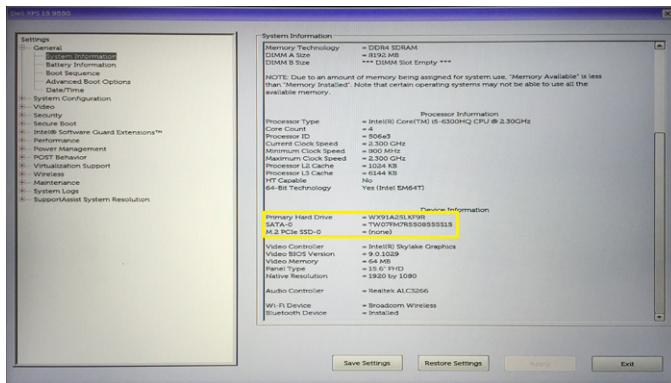 Dell XPS 15 9550
Settings
General
System Information
Battery Information
Boot Sequence
Advanced Boot Options
Date/Time
System Configuration
Video
Security
Secure Boot
Intel® Software Guard Extensions™
Performance
Power Management
POST Behavior
Virtualization Support
Wireless
Maintenance
System Logs
SupportAssist System Resolution
System Information
Memory Technology = DDR4 SDRAM
DIMM A Size = 8192 MB
DIMM B Size *** DIMM Slot Empty ***
NOTE: Due to an amount of memory being assigned for system use, "Memory Available" is less
than "Memory Installed". Note that certain operating systems may not be able to use all the
available memory.
Processor Information
Processor Type = Intel(R) Core(TM) i5-6300HQ CPU @ 2.30GHz
Core Count = 4
Processor ID = 506e3
Current Clock Speed = 2.300 GHz
Minimum Clock Speed = 800 MHz
Maximum Clock Speed = 2.300 GHz
Processor L2 Cache = 1024 KB
Processor L3 Cache = 6144 KB
HT Capable No
64-Bit Technology Yes (Intel EM64T)
Device Information
Primary Hard Drive =
SATA-0 =
M.2 PCIe SSD-0 = (none)
Video Controller = Intel(R) Skylake Graphics
Video BIOS Version = 9.0.1029
Video Memory = 64 MB
Panel Type = 15.6" FHD
Native Resolution = 1920 by 1080
Audio Controller = Realtek ALC3266
Wi-Fi Device = Broadcom Wireless
Bluetooth Device = Installed
Save Settings
Restore Settings
Apply
Exit